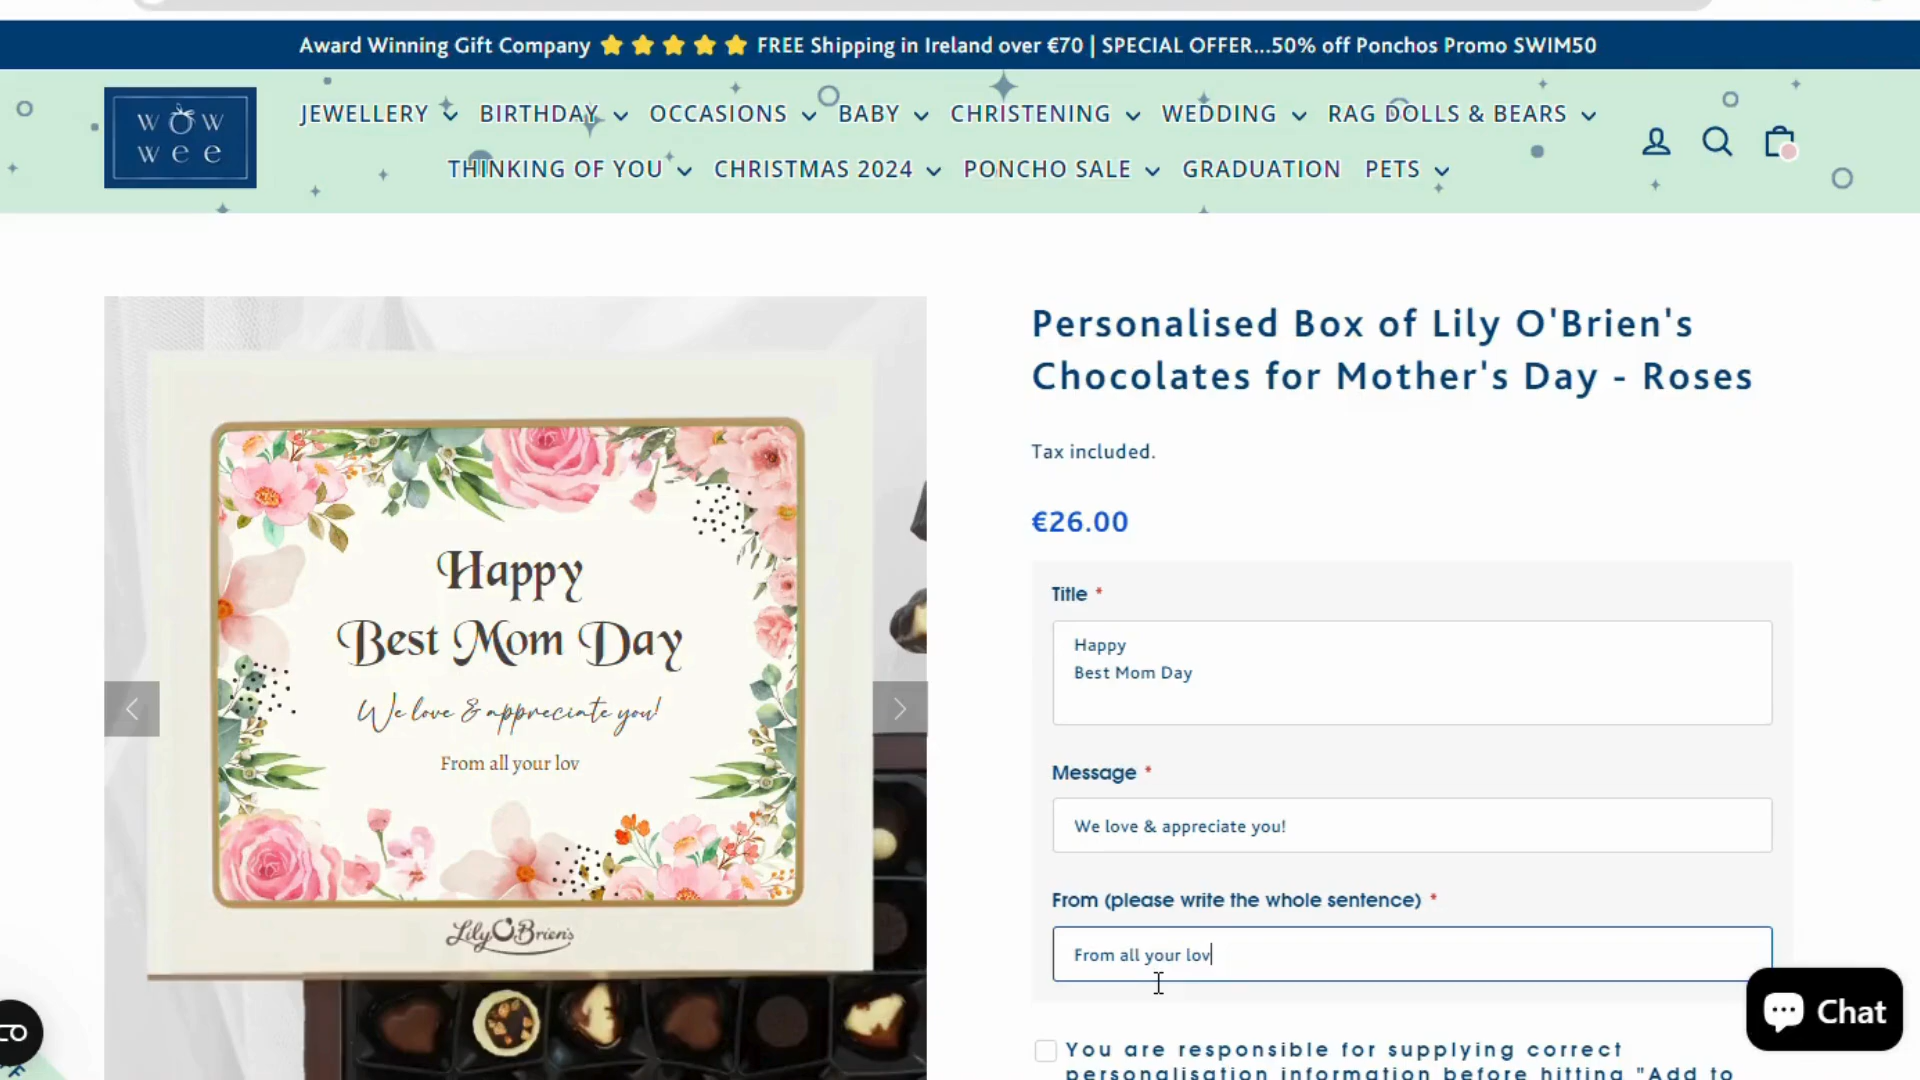 Award Winning Gift Company ⭐⭐⭐⭐⭐ FREE Shipping in Ireland over €70 | SPECIAL OFFER...50% off Ponchos Promo SWIM50
wow
wee
JEWELLERY BIRTHDAY OCCASIONS BABY CHRISTENING WEDDING RAG DOLLS & BEARS
THINKING OF YOU CHRISTMAS 2024 PONCHO SALE GRADUATION PETS
Happy
Best Mom Day
We love & appreciate you!
From all your lov
Lily O'Brien's
Personalised Box of Lily O'Brien's
Chocolates for Mother's Day - Roses
Tax included.
€26.00
Title *
Happy
Best Mom Day
Message *
We love & appreciate you!
From (please write the whole sentence) *
From all your lov
You are responsible for supplying correct
personalisation information before hitting "Add to
Chat